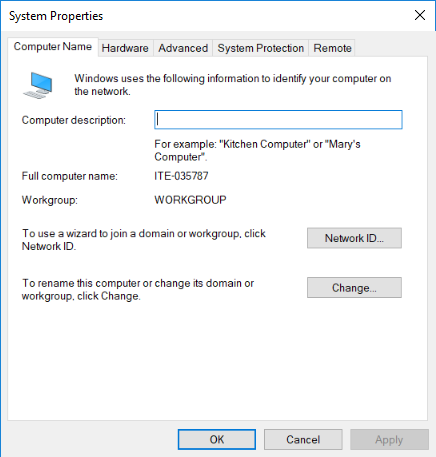 System Properties
Computer Name Hardware Advanced System Protection Remote
Windows uses the following information to identify your computer on
the network.
Computer description:
For example: "Kitchen Computer" or "Mary's
Computer".
Full computer name: ITE-035787
Workgroup: WORKGROUP
To use a wizard to join a domain or workgroup, click
Network ID.
Network ID...
To rename this computer or change its domain or
workgroup, click Change.
Change...
OK Cancel Apply